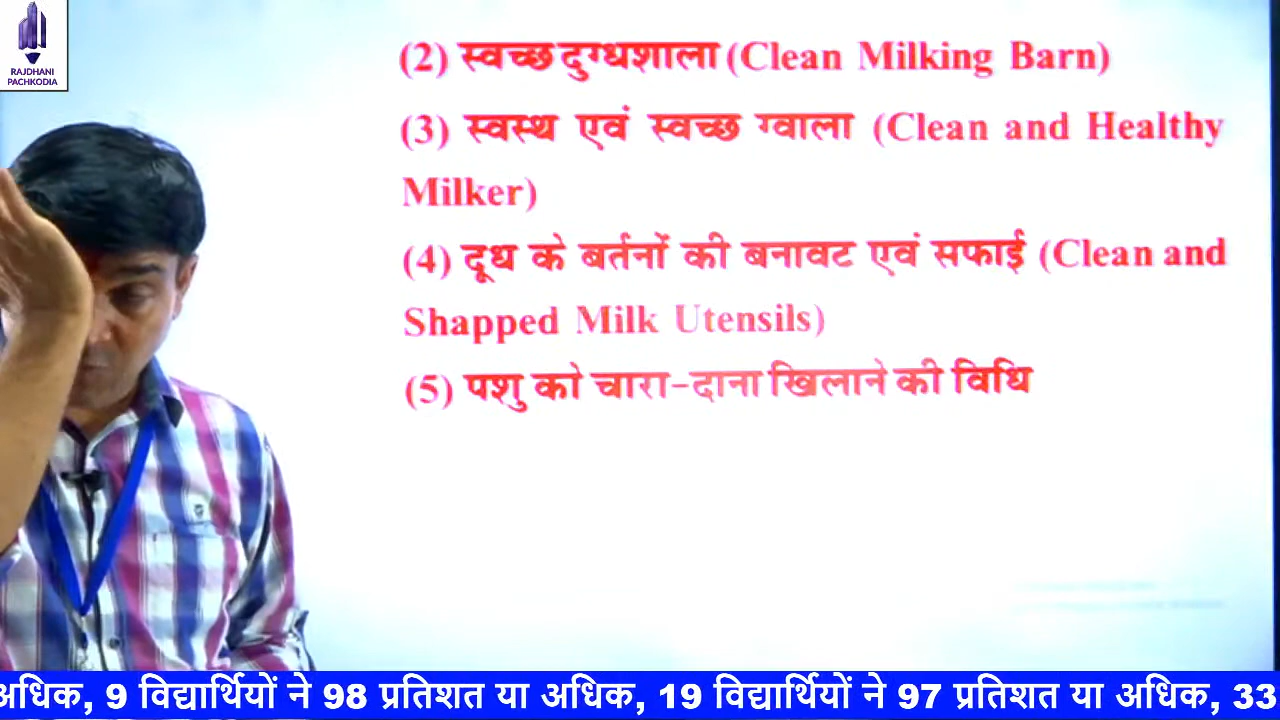 RAJDHANI
PACHKODIA
(2) स्वच्छ दुग्धशाला (Clean Milking Barn)
(3) स्वस्थ एवं स्वच्छ ग्वाला (Clean and Healthy
Milker)
(4) दूध के बर्तनों की बनावट एवं सफाई (Clean and
Shapped Milk Utensils)
(5) पशु को चारा-दाना खिलाने की विधि
अधिक, 9 विद्यार्थियों ने 98 प्रतिशत या अधिक, 19 विद्यार्थियों ने 97 प्रतिशत या अधिक, 33